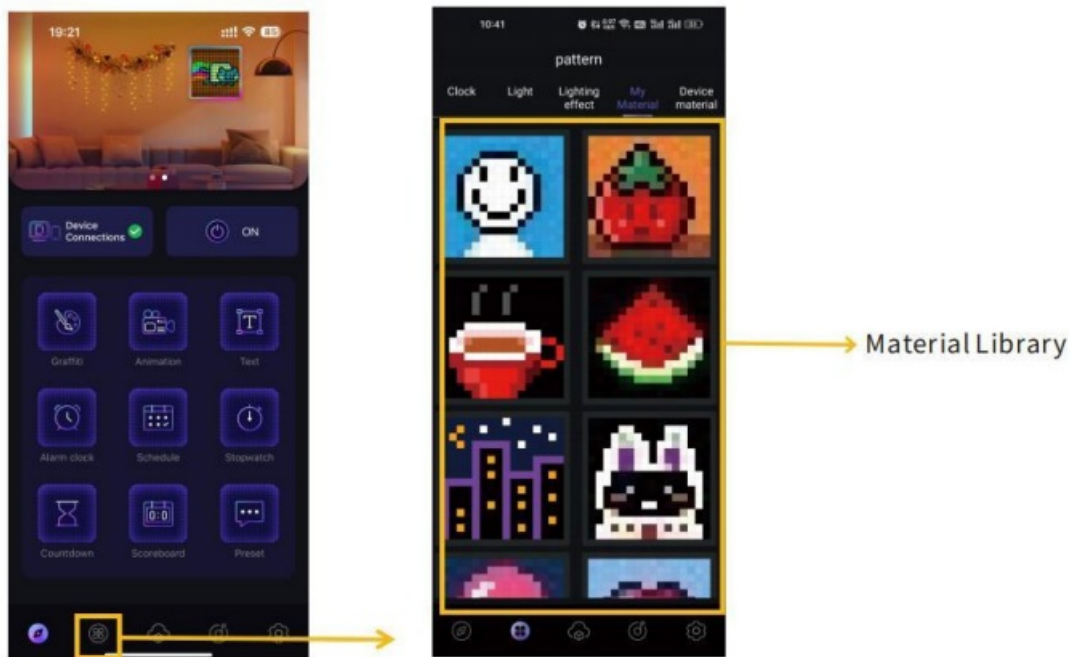 19:21
Device
Connections
ON
Graffiti
Animation
Text
Alarm clock
Schedule
Stopwatch
Countdown
Scoreboard
Preset
10:41
pattern
Clock
Light
Lighting
effect
My
Material
Device
material
Material Library